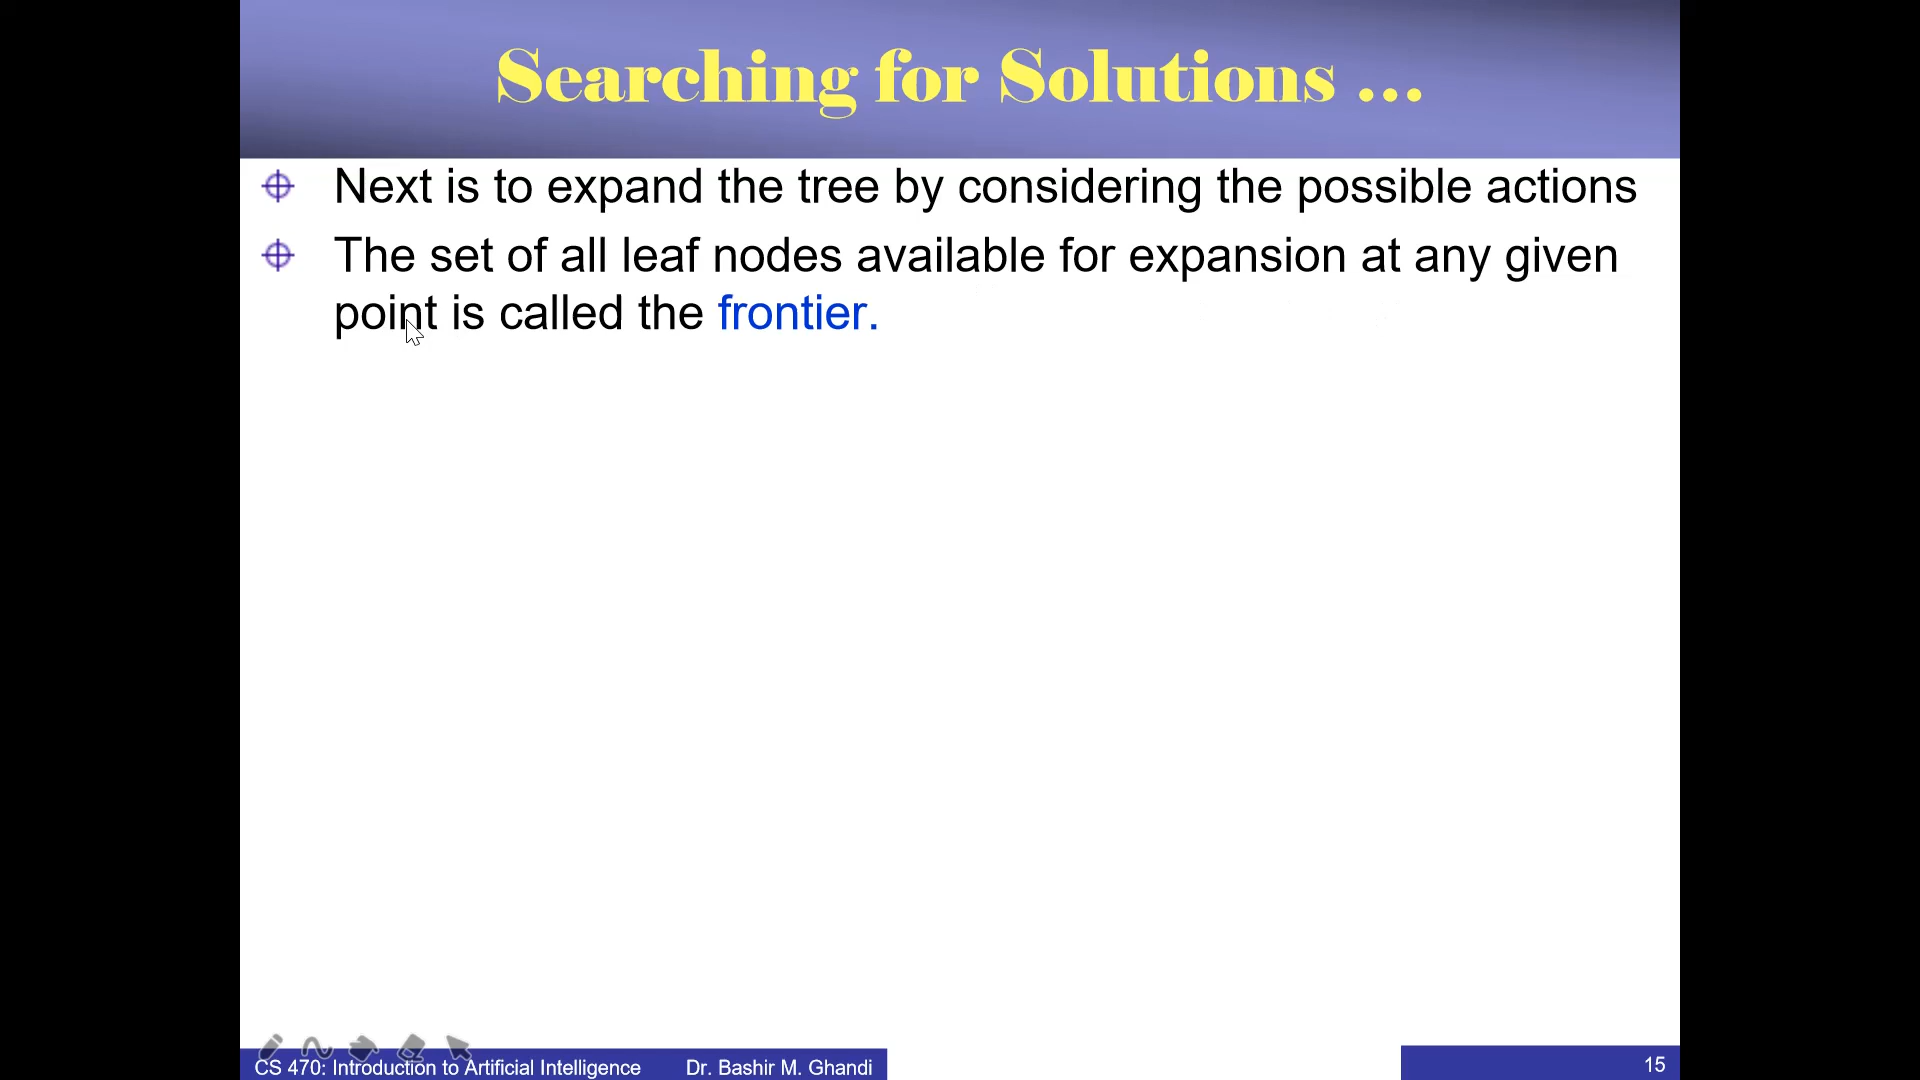 Searching for Solutions ...
Next is to expand the tree by considering the possible actions
The set of all leaf nodes available for expansion at any given
point is called the frontier.
CS 470: Introduction to Artificial Intelligence Dr. Bashir M. Ghandi 15